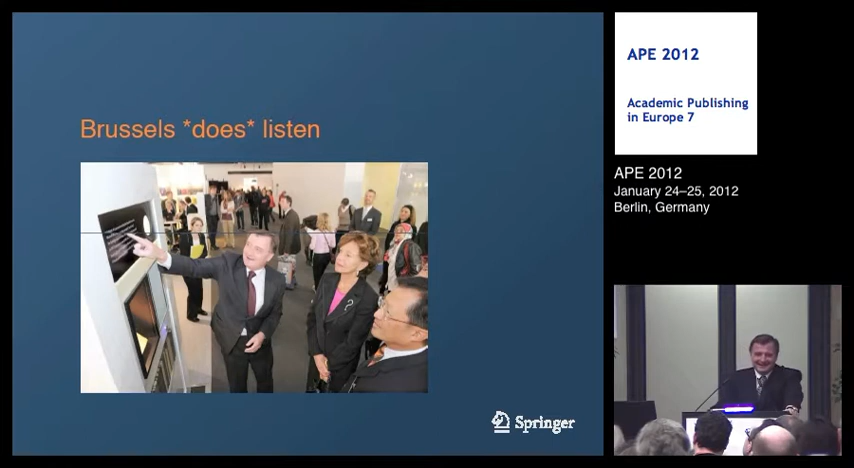 Brussels *does* listen
Springer
APE 2012
Academic Publishing
in Europe 7
APE 2012
January 24–25, 2012
Berlin, Germany